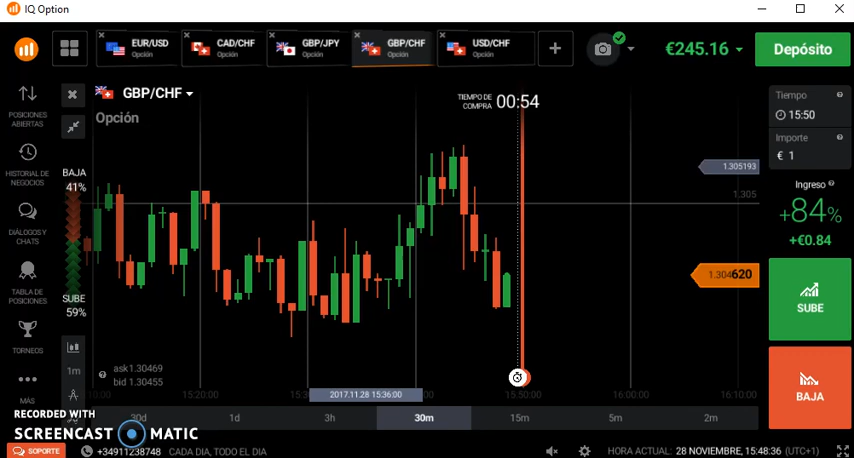 IQ Option
EUR/USD
Opción
CAD/CHF
Opción
GBP/JPY
Opción
GBP/CHF
Opción
USD/CHF
Opción
+
€245.16
Depósito
POSICIONES
ABIERTAS
HISTORIAL DE
NEGOCIOS
DIÁLOGOS Y
CHATS
TABLA DE
POSICIONES
TORNEOS
MÁS
GBP/CHF
Opción
BAJA
41%
SUBE
59%
1m
TIEMPO DE
COMPRA
00:54
1.305193
1.305
1.304620
ask1.30469
bid 1.30455
15:20:00
2017.11.28 15:36:00
15:50:00
16:00:00
16:10:00
30d
1d
3h
30m
15m
5m
2m
Tiempo
15:50
Importe
€ 1
Ingreso
+84%
+€0.84
SUBE
BAJA
RECORDED WITH
SCREENCAST MATIC
SOPORTE
+34911238748
CADA DIA, TODO EL DIA
HORA ACTUAL: 28 NOVIEMBRE, 15:48:36 (UTC+1)